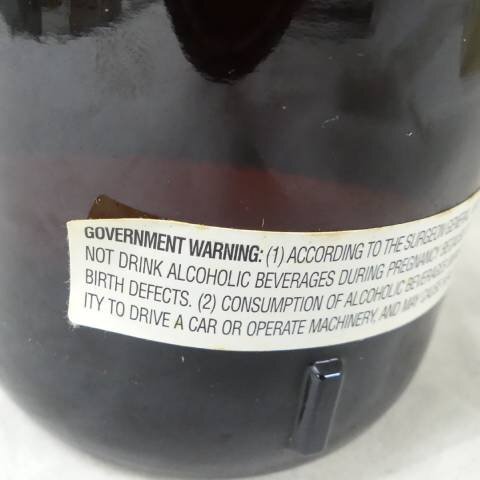 GOVERNMENT WARNING: (1) ACCORDING TO THE SURGEON GENERAL
NOT DRINK ALCOHOLIC BEVERAGES DURING PREGNANCY
BIRTH DEFECTS. (2) CONSUMPTION OF ALCOHOLIC BEVERAGES
ITY TO DRIVE A CAR OR OPERATE MACHINERY, AND MAY CAUSE